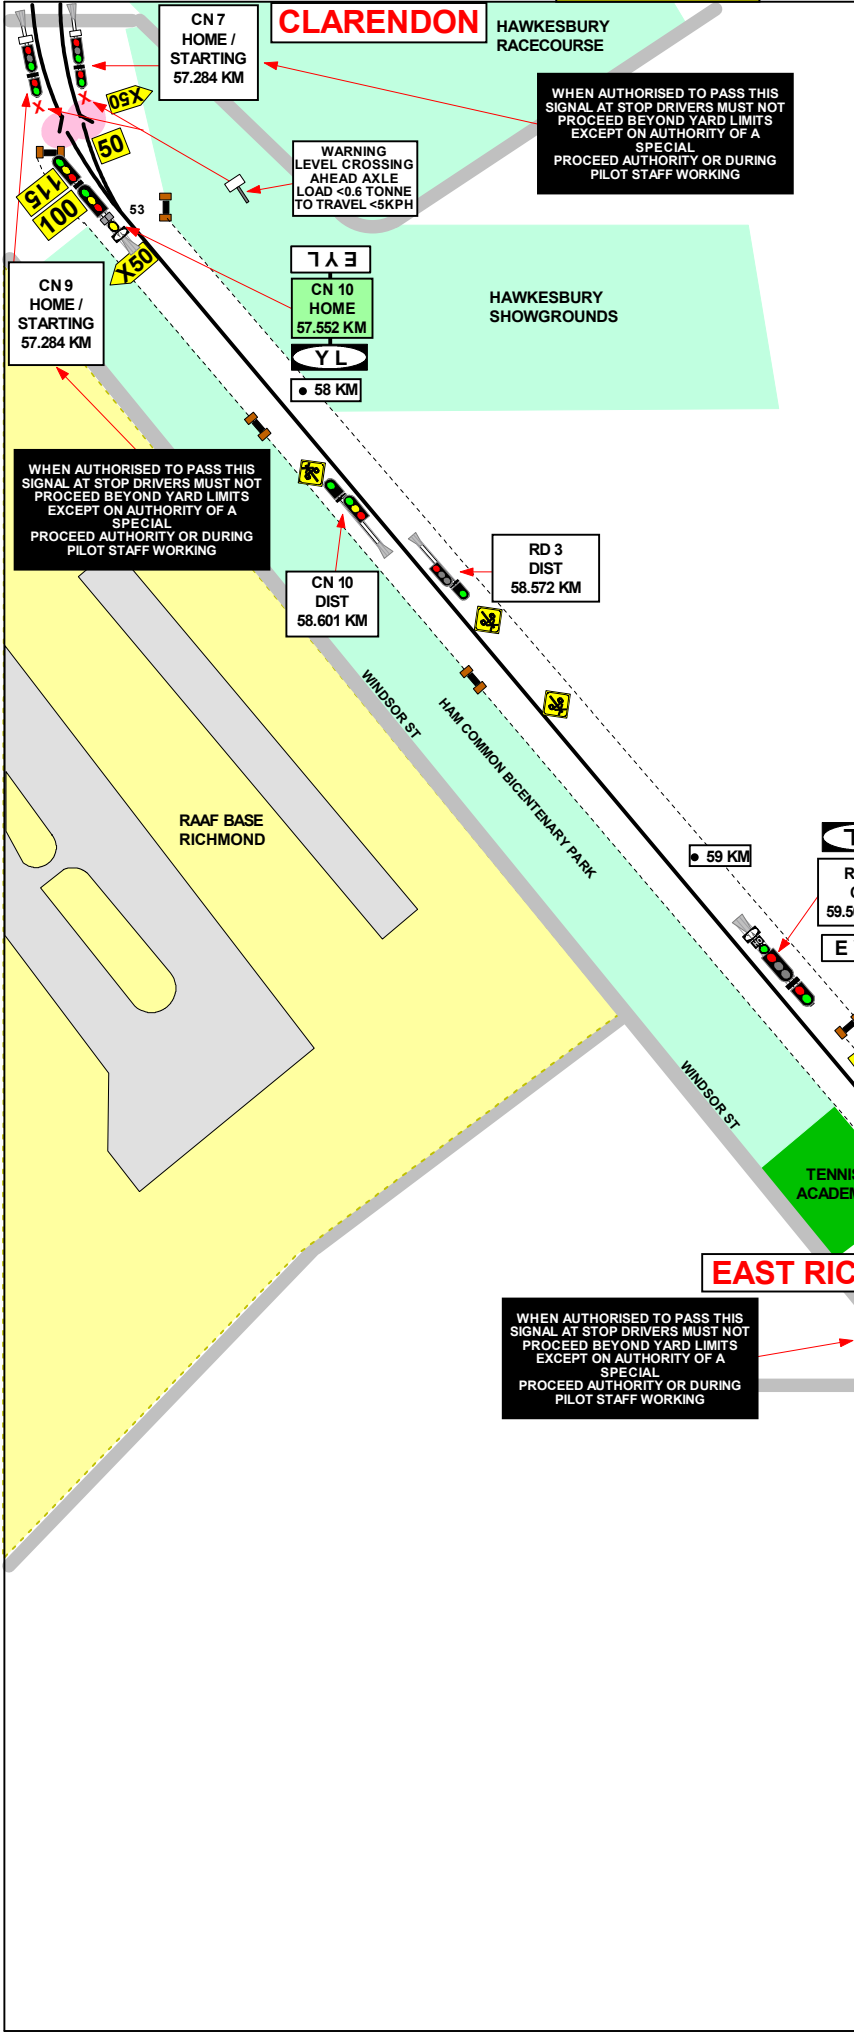 CN 7
HOME /
STARTING
57.284 KM
CLARENDON
HAWKESBURY
RACECOURSE
WHEN AUTHORISED TO PASS THIS
SIGNAL AT STOP DRIVERS MUST NOT
PROCEED BEYOND YARD LIMITS
EXCEPT ON AUTHORITY OF A
SPECIAL
PROCEED AUTHORITY OR DURING
PILOT STAFF WORKING
X50
50
WARNING
LEVEL CROSSING
AHEAD AXLE
LOAD <0.6 TONNE
TO TRAVEL <5KPH
115
100
53
X50
EYL
CN 9
HOME /
STARTING
57.284 KM
CN 10
HOME
57.552 KM
YL
58 KM
HAWKESBURY
SHOWGROUNDS
WHEN AUTHORISED TO PASS THIS
SIGNAL AT STOP DRIVERS MUST NOT
PROCEED BEYOND YARD LIMITS
EXCEPT ON AUTHORITY OF A
SPECIAL
PROCEED AUTHORITY OR DURING
PILOT STAFF WORKING
CN 10
DIST
58.601 KM
RD 3
DIST
58.572 KM
WINDSOR ST
HAM COMMON BICENTENARY PARK
RAAF BASE
RICHMOND
59 KM
R
59.5
E
WINDSOR ST
TENNIS
ACADEM
EAST RIC
WHEN AUTHORISED TO PASS THIS
SIGNAL AT STOP DRIVERS MUST NOT
PROCEED BEYOND YARD LIMITS
EXCEPT ON AUTHORITY OF A
SPECIAL
PROCEED AUTHORITY OR DURING
PILOT STAFF WORKING